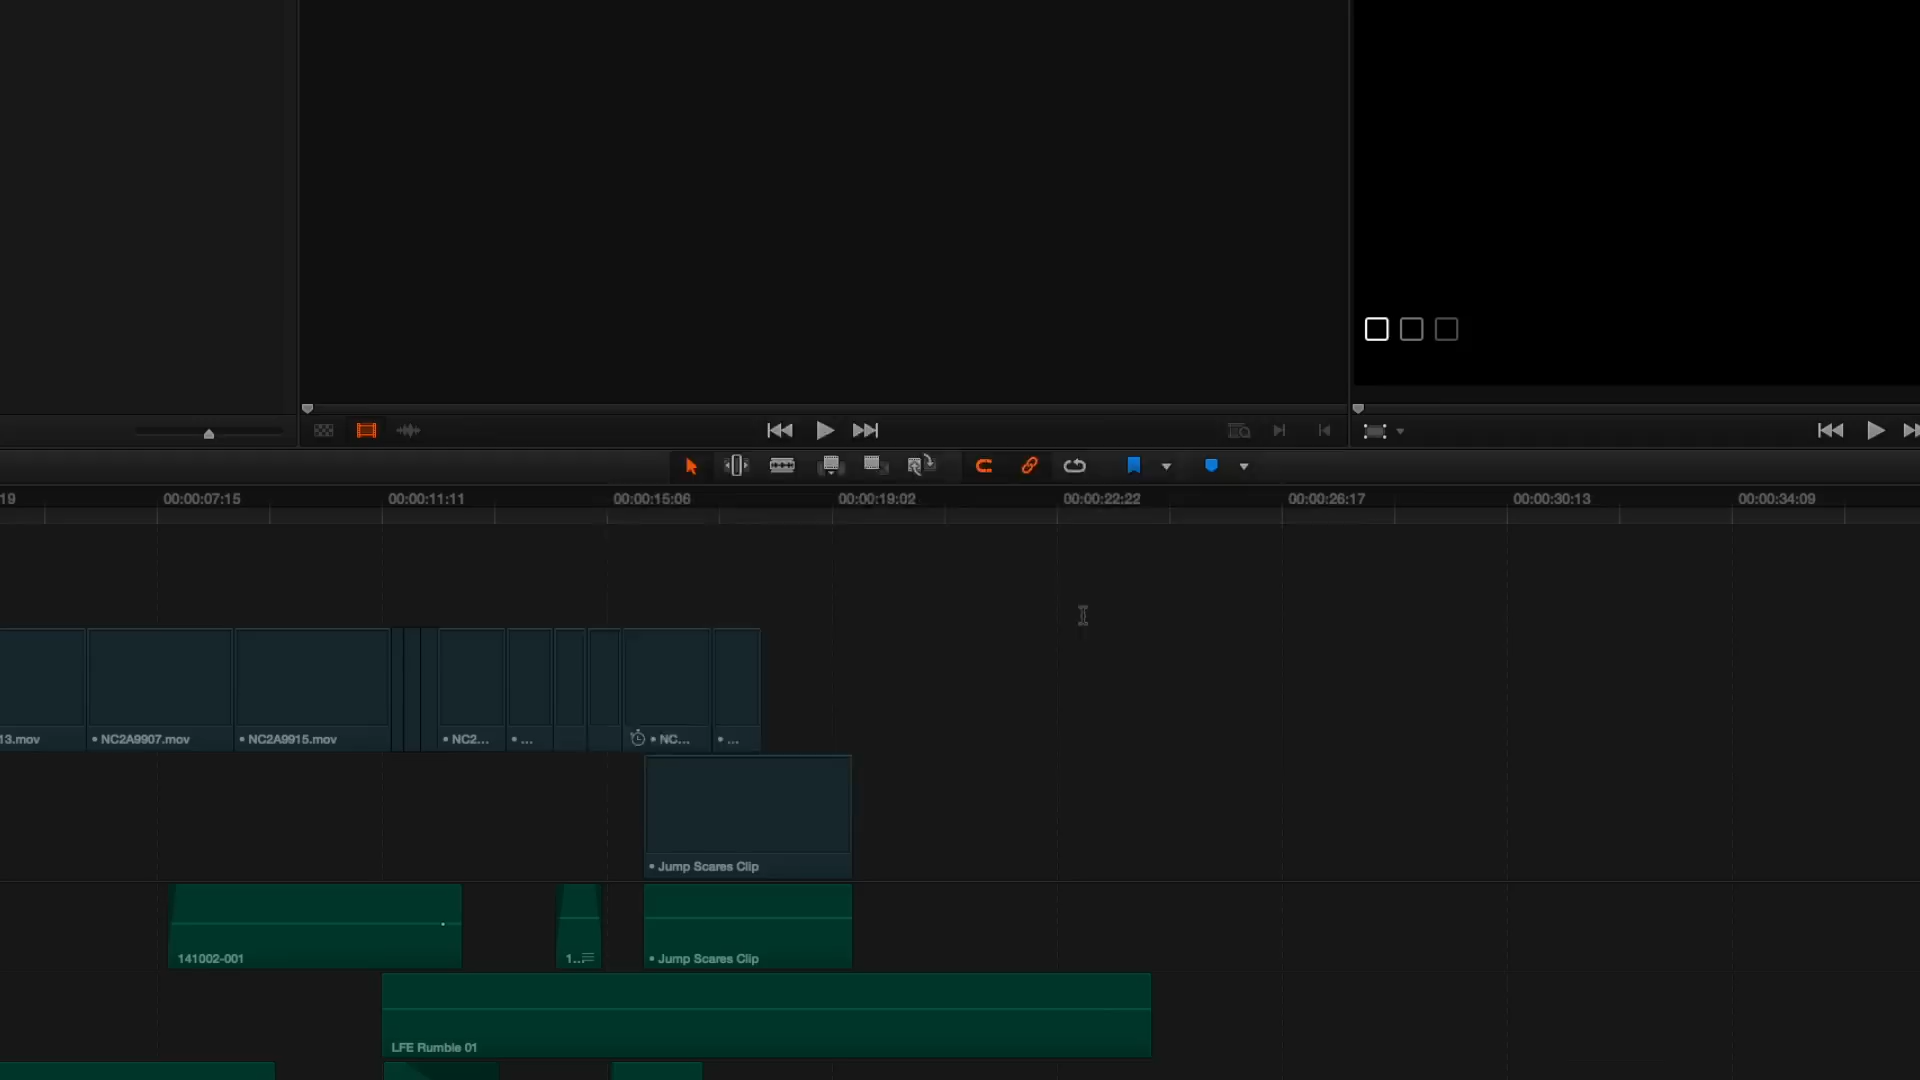 19 00:00:07:15 00:00:11:11 00:00:15:06 00:00:19:02 00:00:22:22 00:00:26:17 00:00:30:13 00:00:34:09
13.mov • NC2A9907.mov • NC2A9915.mov • NC2... • ... • NC... • ...
• Jump Scares Clip
141002-001 1... • Jump Scares Clip
LFE Rumble 01